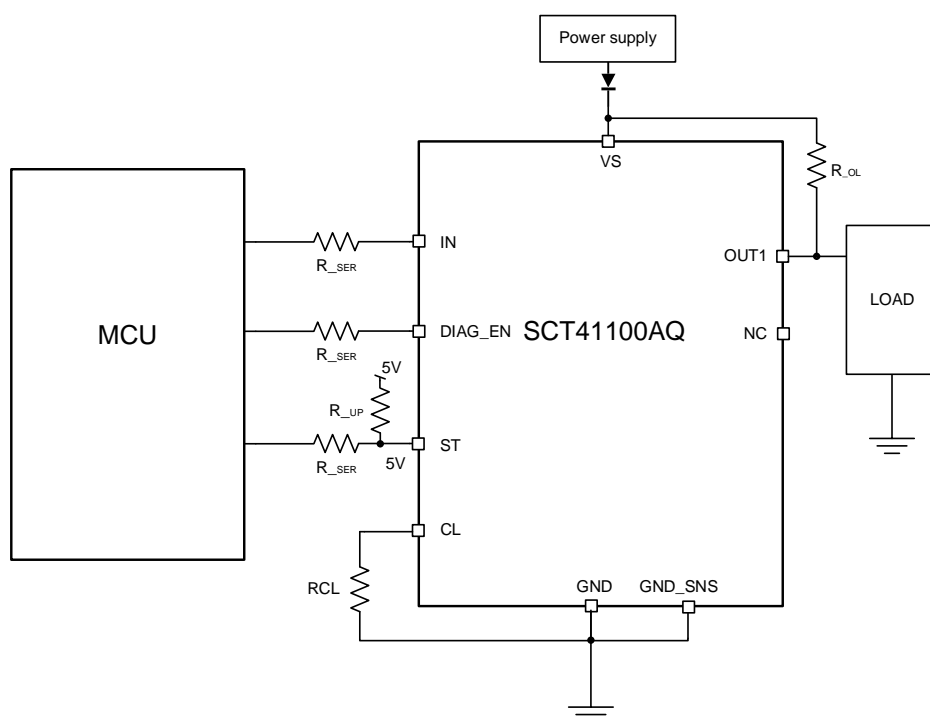 Power supply
VS
R_OL
IN
R_SER
OUT1
LOAD
MCU
DIAG_EN
SCT41100AQ
NC
R_SER
5V
R_UP
ST
R_SER
5V
CL
RCL
GND
GND_SNS